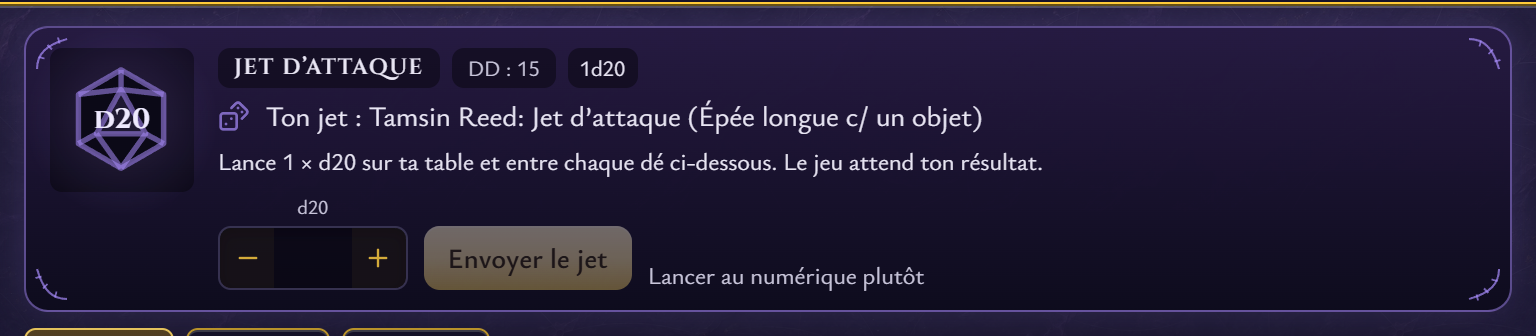 D20
JET D’ATTAQUE
DD : 15
1d20
Ton jet : Tamsin Reed: Jet d’attaque (Épée longue c/ un objet)
Lance 1 × d20 sur ta table et entre chaque dé ci-dessous. Le jeu attend ton résultat.
d20
− +
Envoyer le jet
Lancer au numérique plutôt